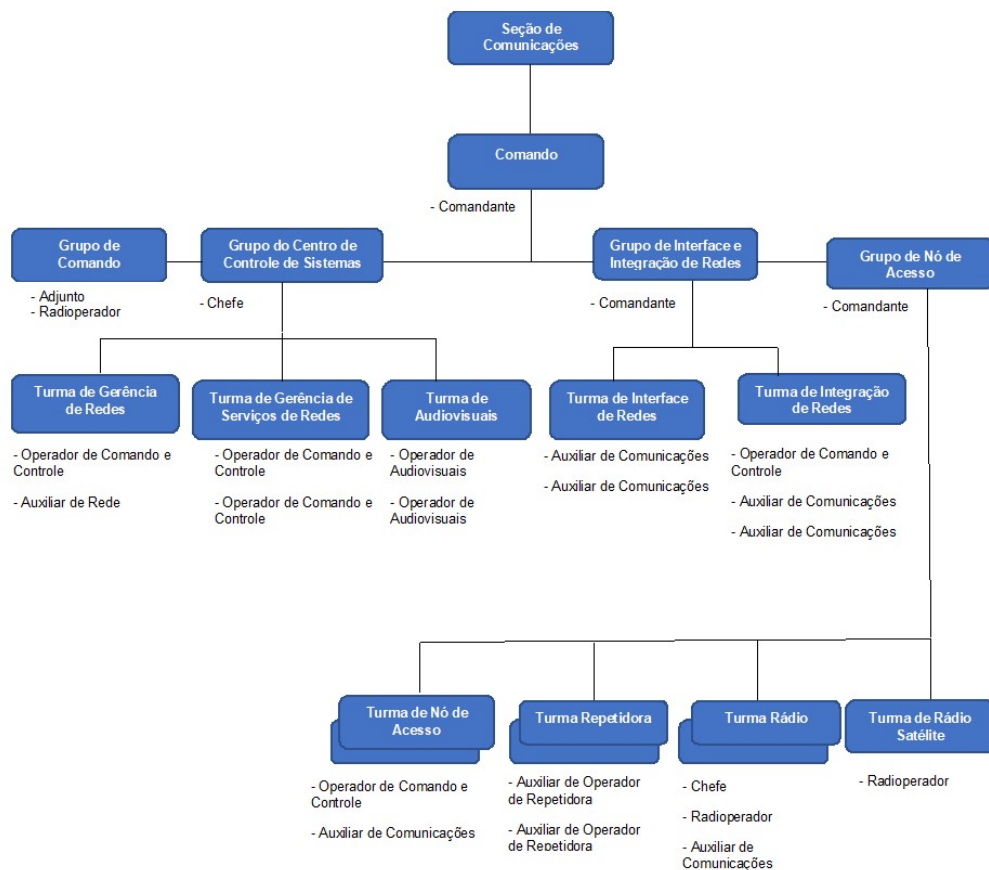 Seção de
Comunicações
Comando
- Comandante
Grupo de
Comando
- Adjunto
- Radioperador
Grupo do Centro de
Controle de Sistemas
- Chefe
Grupo de Interface e
Integração de Redes
- Comandante
Grupo de Nó de
Acesso
- Comandante
Turma de Gerência
de Redes
- Operador de Comando e
Controle
- Auxiliar de Rede
Turma de Gerência de
Serviços de Redes
- Operador de Comando e
Controle
- Operador de Comando e
Controle
Turma de
Audiovisuais
- Operador de
Audiovisuais
- Operador de
Audiovisuais
Turma de Interface
de Redes
- Auxiliar de Comunicações
- Auxiliar de Comunicações
Turma de Integração
de Redes
- Operador de Comando e
Controle
- Auxiliar de Comunicações
- Auxiliar de Comunicações
Turma de Nó de
Acesso
- Operador de Comando e
Controle
- Auxiliar de Comunicações
Turma Repetidora
- Auxiliar de Operador
de Repetidora
- Auxiliar de Operador
de Repetidora
Turma Rádio
- Chefe
- Radioperador
- Auxiliar de
Comunicações
Turma de Rádio
Satélite
- Radioperador